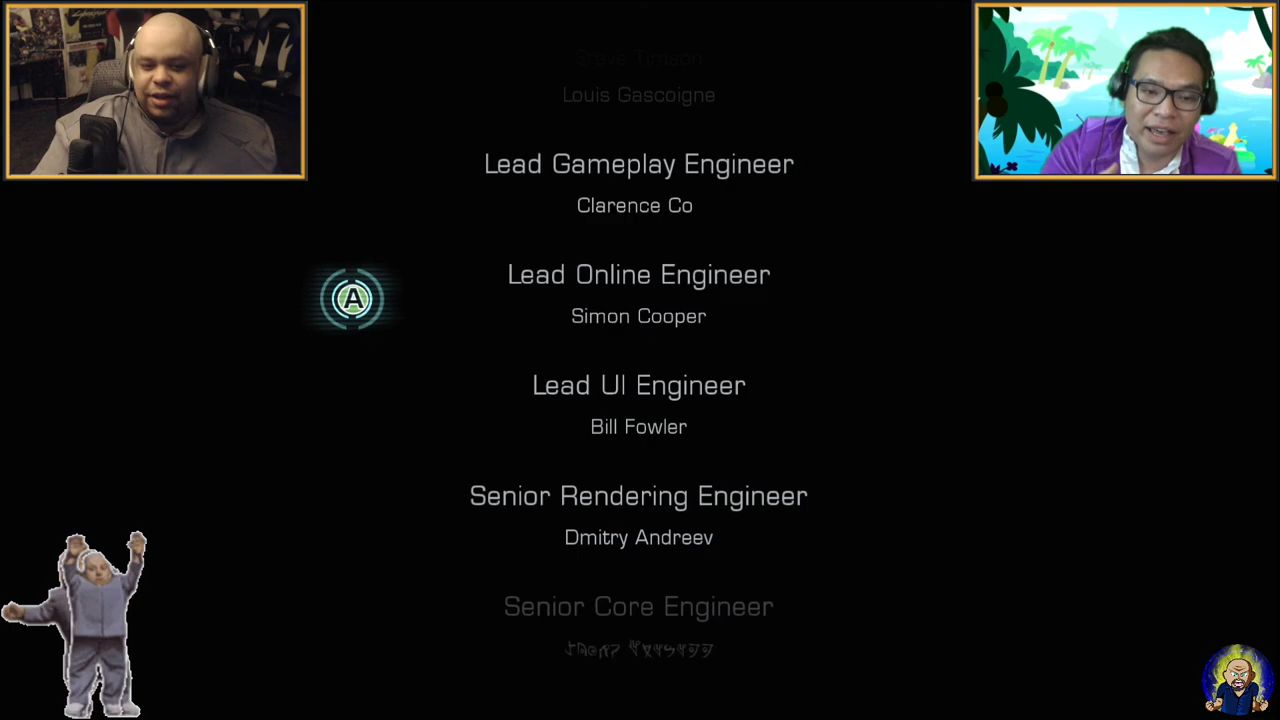 Louis Gascoigne
Lead Gameplay Engineer
Clarence Co
A
Lead Online Engineer
Simon Cooper
Lead UI Engineer
Bill Fowler
Senior Rendering Engineer
Dmitry Andreev
Senior Core Engineer